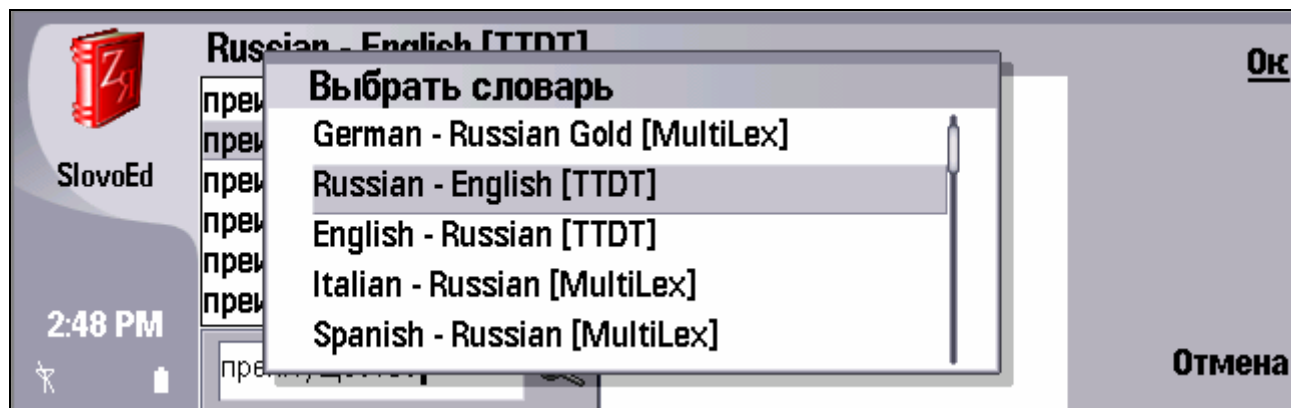 Russian - English [TTDT]
Ок
Выбрать словарь
German - Russian Gold [MultiLex]
Russian - English [TTDT]
English - Russian [TTDT]
Italian - Russian [MultiLex]
Spanish - Russian [MultiLex]
SlovoEd
2:48 PM
Отмена